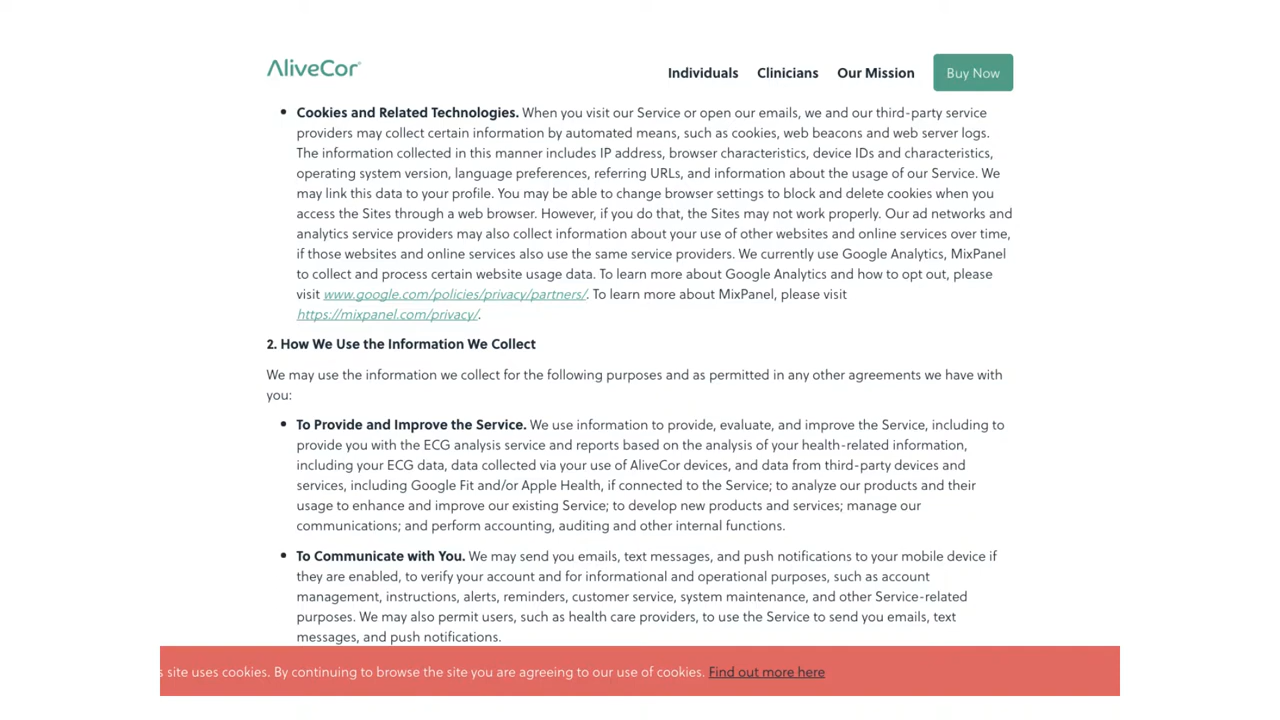 AliveCor
Individuals Clinicians Our Mission Buy Now
• Cookies and Related Technologies. When you visit our Service or open our emails, we and our third-party service
providers may collect certain information by automated means, such as cookies, web beacons and web server logs.
The information collected in this manner includes IP address, browser characteristics, device IDs and characteristics,
operating system version, language preferences, referring URLs, and information about the usage of our Service. We
may link this data to your profile. You may be able to change browser settings to block and delete cookies when you
access the Sites through a web browser. However, if you do that, the Sites may not work properly. Our ad networks and
analytics service providers may also collect information about your use of other websites and online services over time,
if those websites and online services also use the same service providers. We currently use Google Analytics, MixPanel
to collect and process certain website usage data. To learn more about Google Analytics and how to opt out, please
visit www.google.com/policies/privacy/partners/. To learn more about MixPanel, please visit
https://mixpanel.com/privacy/.
2. How We Use the Information We Collect
We may use the information we collect for the following purposes and as permitted in any other agreements we have with
you:
• To Provide and Improve the Service. We use information to provide, evaluate, and improve the Service, including to
provide you with the ECG analysis service and reports based on the analysis of your health-related information,
including your ECG data, data collected via your use of AliveCor devices, and data from third-party devices and
services, including Google Fit and/or Apple Health, if connected to the Service; to analyze our products and their
usage to enhance and improve our existing Service; to develop new products and services; manage our
communications; and perform accounting, auditing and other internal functions.
• To Communicate with You. We may send you emails, text messages, and push notifications to your mobile device if
they are enabled, to verify your account and for informational and operational purposes, such as account
management, instructions, alerts, reminders, customer service, system maintenance, and other Service-related
purposes. We may also permit users, such as health care providers, to use the Service to send you emails, text
messages, and push notifications.
s site uses cookies. By continuing to browse the site you are agreeing to our use of cookies. Find out more here